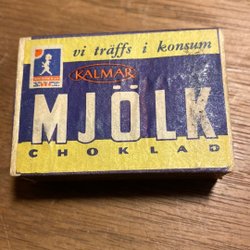 vi träffs i konsum
KALMAR
MJÖLK
CHOKLAD